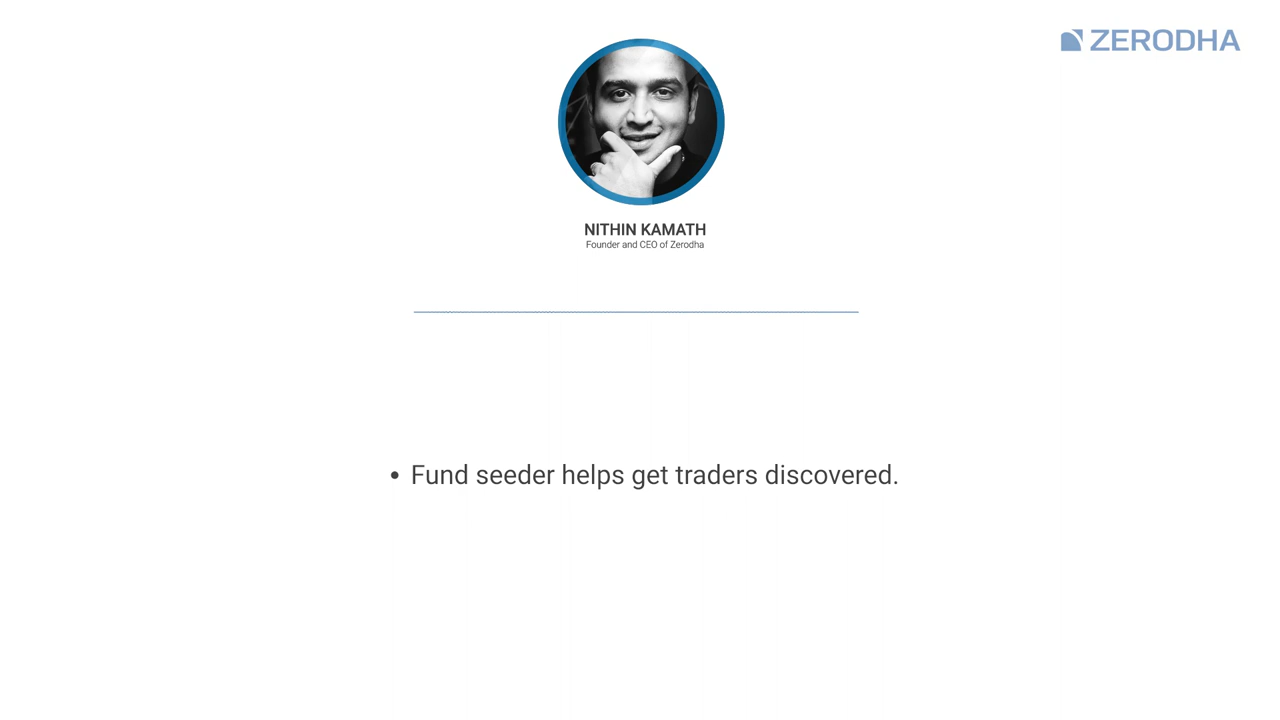 ZERODHA
NITHIN KAMATH
Founder and CEO of Zerodha
• Fund seeder helps get traders discovered.